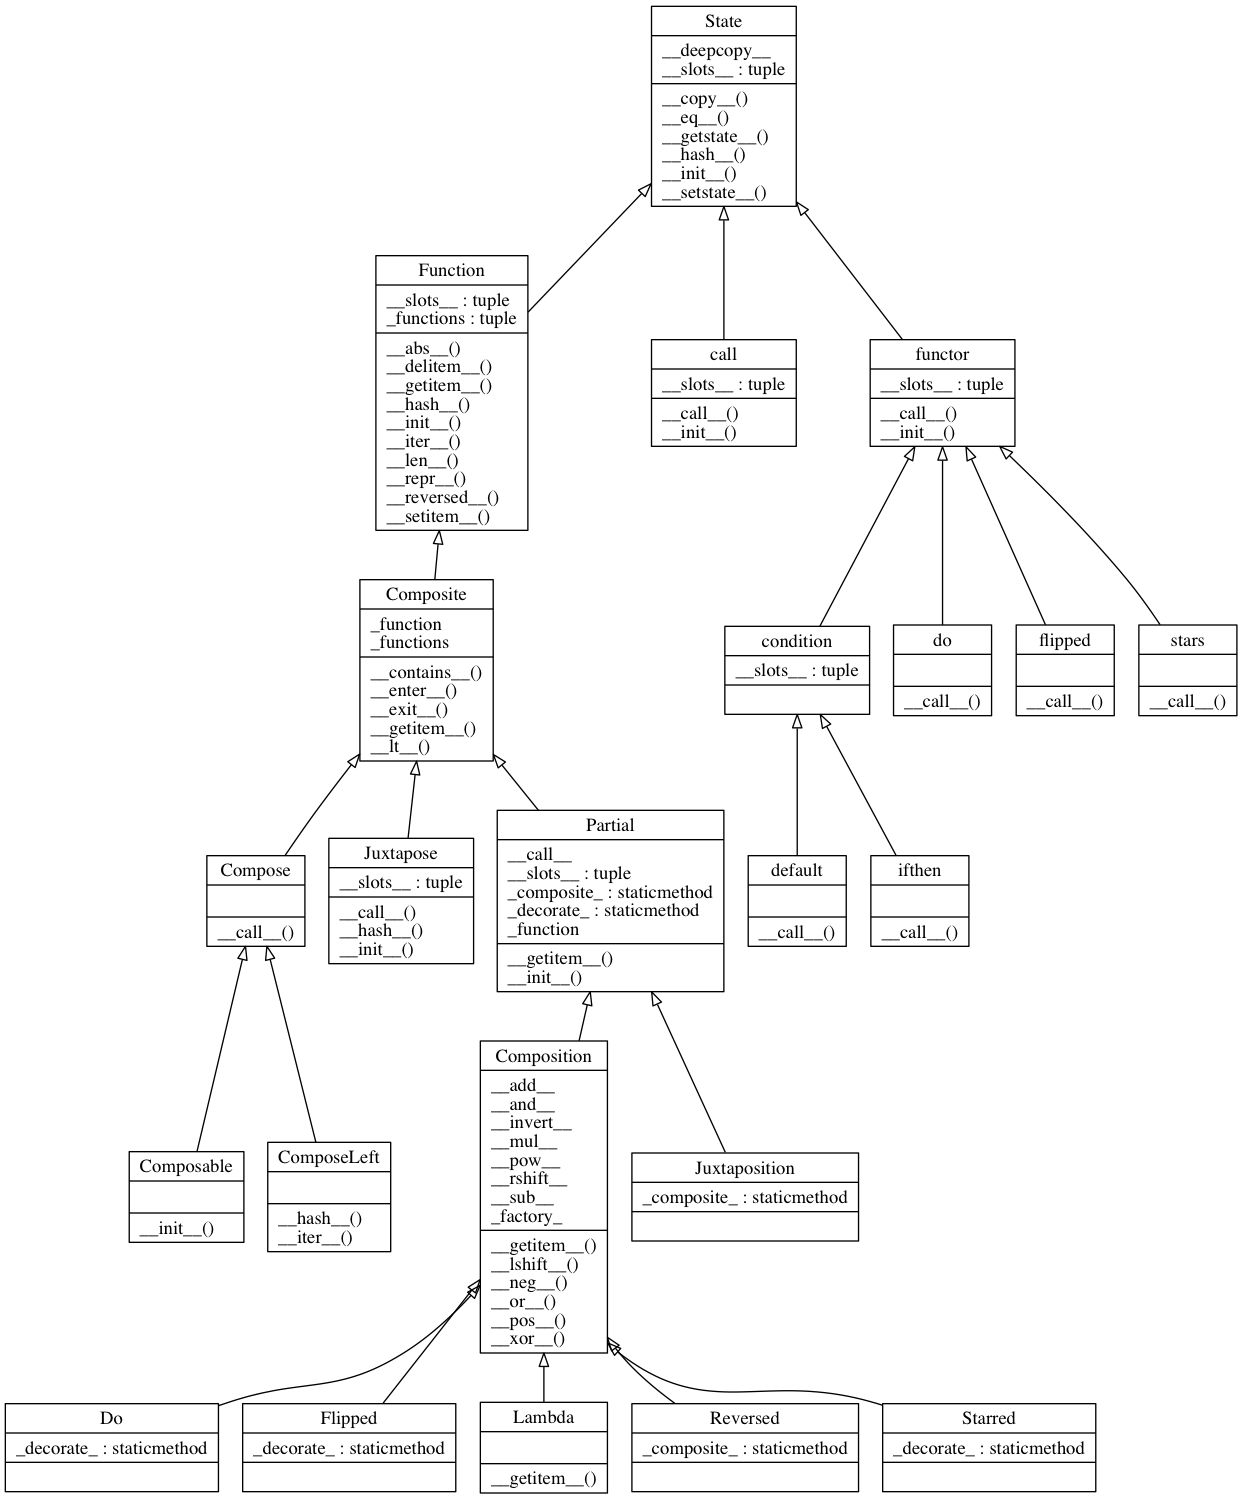 State
__deepcopy__
__slots__ : tuple
__copy__()
__eq__()
__getstate__()
__hash__()
__init__()
__setstate__()
Function
__slots__ : tuple
_functions : tuple
__abs__()
__delitem__()
__getitem__()
__hash__()
__init__()
__iter__()
__len__()
__repr__()
__reversed__()
__setitem__()
call
__slots__ : tuple
__call__()
__init__()
functor
__slots__ : tuple
__call__()
__init__()
Composite
_function
_functions
__contains__()
__enter__()
__exit__()
__getitem__()
__lt__()
condition
__slots__ : tuple
do
__call__()
flipped
__call__()
stars
__call__()
Compose
__call__()
Juxtapose
__slots__ : tuple
__call__()
__hash__()
__init__()
Partial
__call__
__slots__ : tuple
_composite_ : staticmethod
_decorate_ : staticmethod
_function
__getitem__()
__init__()
default
__call__()
ifthen
__call__()
Composable
__init__()
ComposeLeft
__hash__()
__iter__()
Composition
__add__
__and__
__invert__
__mul__
__pow__
__rshift__
__sub__
_factory_
__getitem__()
__lshift__()
__neg__()
__or__()
__pos__()
__xor__()
Juxtaposition
_composite_ : staticmethod
Do
_decorate_ : staticmethod
Flipped
_decorate_ : staticmethod
Lambda
__getitem__()
Reversed
_composite_ : staticmethod
Starred
_decorate_ : staticmethod